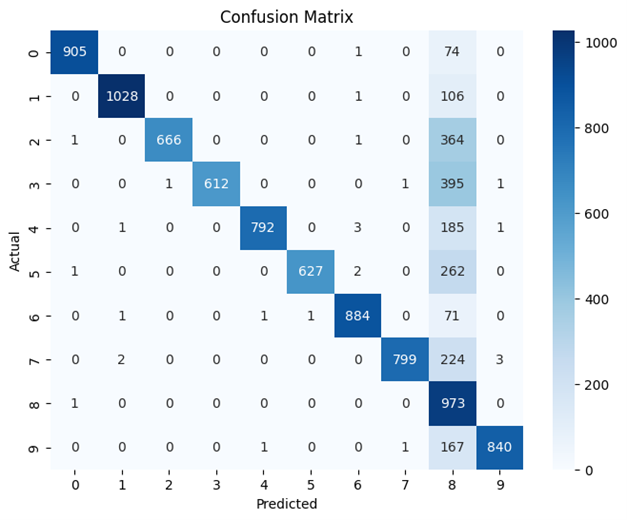 Confusion Matrix
0 905 0 0 0 0 0 1 0 74 0
1 0 1028 0 0 0 0 1 0 106 0
2 1 0 666 0 0 0 1 0 364 0
3 0 0 1 612 0 0 0 1 395 1
4 0 1 0 0 792 0 3 0 185 1
5 1 0 0 0 0 627 2 0 262 0
6 0 1 0 0 1 1 884 0 71 0
7 0 2 0 0 0 0 0 799 224 3
8 1 0 0 0 0 0 0 0 973 0
9 0 0 0 0 1 0 0 1 167 840
0 1 2 3 4 5 6 7 8 9
Predicted
Actual
1000
800
600
400
200
0